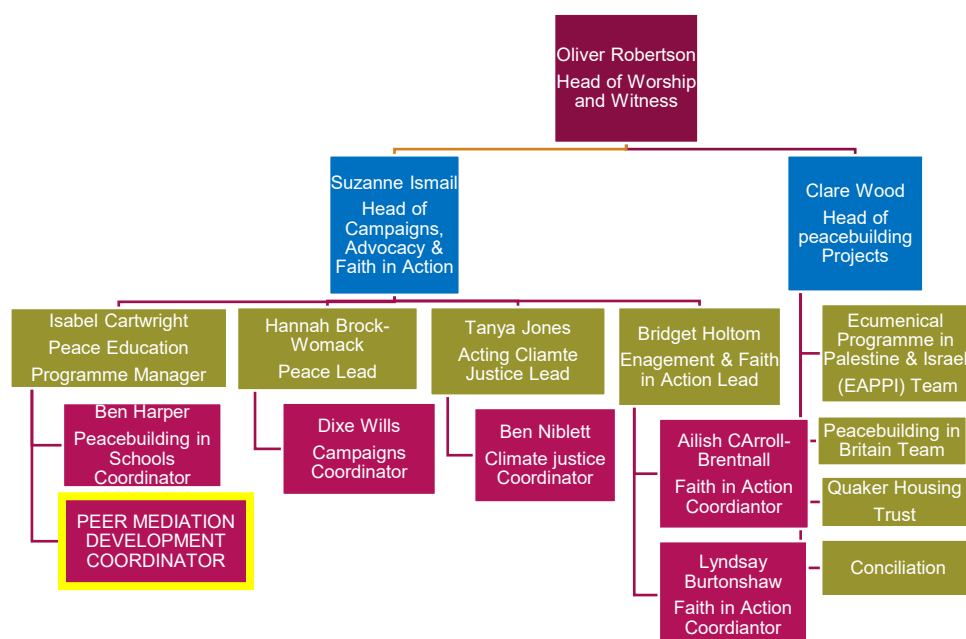 Oliver Robertson
Head of Worship
and Witness
Suzanne Ismail
Head of
Campaigns,
Advocacy &
Faith in Action
Clare Wood
Head of
peacebuilding
Projects
Isabel Cartwright
Peace Education
Programme Manager
Hannah Brock-
Womack
Peace Lead
Tanya Jones
Acting Cliamte
Justice Lead
Bridget Holtom
Enagement & Faith
in Action Lead
Ecumenical
Programme in
Palestine & Israel
(EAPPI) Team
Ben Harper
Peacebuilding in
Schools
Coordinator
Dixe Wills
Campaigns
Coordinator
Ben Niblett
Climate justice
Coordinator
Ailish CArroll-
Brentnall
Faith in Action
Coordiantor
Peacebuilding in
Britain Team
Quaker Housing
Trust
PEER MEDIATION
DEVELOPMENT
COORDINATOR
Lyndsay
Burtonshaw
Faith in Action
Coordiantor
Conciliation